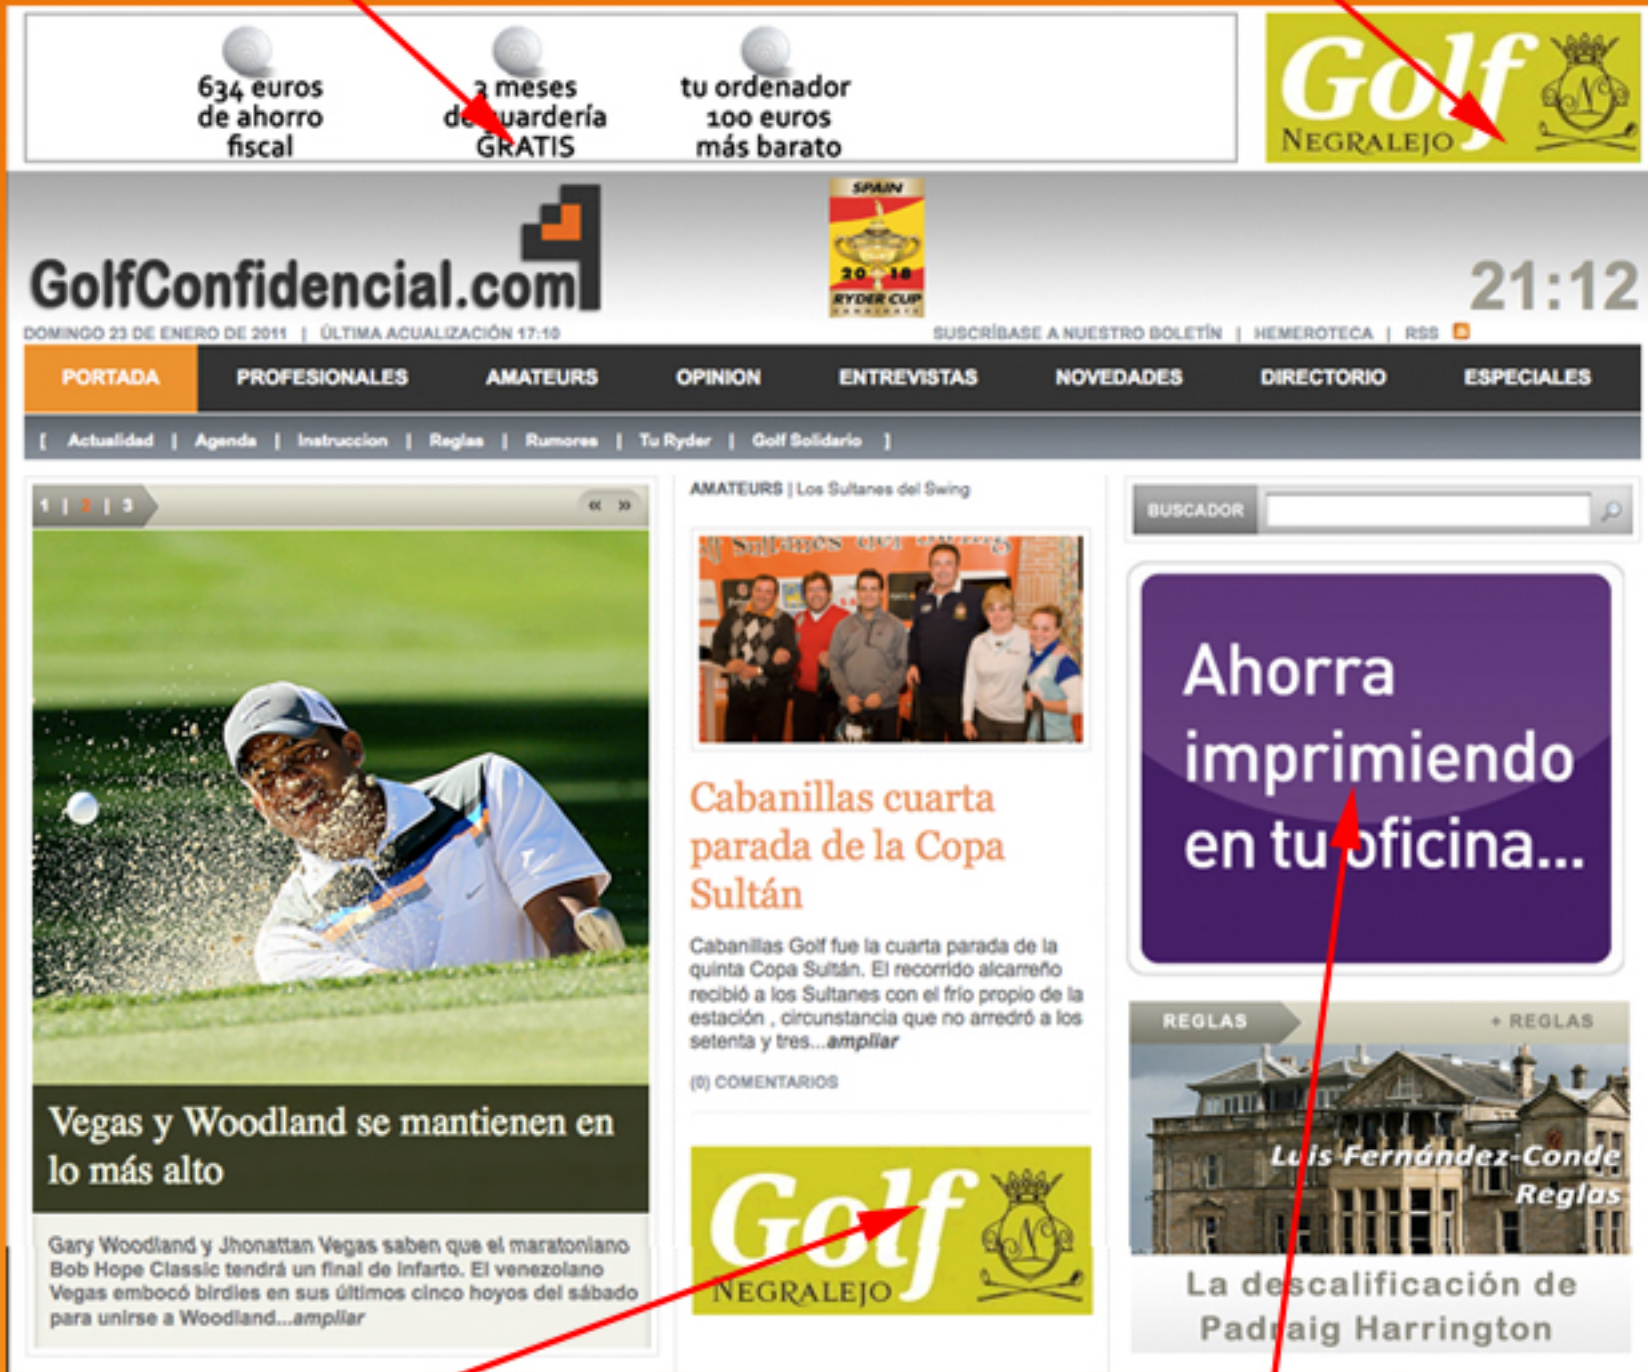 634 euros
de ahorro
fiscal
3 meses
de guardería
GRATIS
tu ordenador
100 euros
más barato
Golf
NEGRALEJO
GolfConfidencial.com
SPAIN
20 18
RYDER CUP
CANDIDATE
21:12
DOMINGO 23 DE ENERO DE 2011 | ÚLTIMA ACUALIZACIÓN 17:10
SUSCRÍBASE A NUESTRO BOLETÍN | HEMEROTECA | RSS
PORTADA PROFESIONALES AMATEURS OPINION ENTREVISTAS NOVEDADES DIRECTORIO ESPECIALES
[ Actualidad | Agenda | Instruccion | Reglas | Rumores | Tu Ryder | Golf Solidario ]
1 | 2 | 3 « »
Vegas y Woodland se mantienen en
lo más alto
Gary Woodland y Jhonattan Vegas saben que el maratoniano
Bob Hope Classic tendrá un final de infarto. El venezolano
Vegas embocó birdies en sus últimos cinco hoyos del sábado
para unirse a Woodland...ampliar
AMATEURS | Los Sultanes del Swing
Sultanes del Swing
Cabanillas cuarta
parada de la Copa
Sultán
Cabanillas Golf fue la cuarta parada de la
quinta Copa Sultán. El recorrido alcarreño
recibió a los Sultanes con el frío propio de la
estación , circunstancia que no arredró a los
setenta y tres...ampliar
(0) COMENTARIOS
Golf
NEGRALEJO
BUSCADOR
Ahorra
imprimiendo
en tu oficina...
REGLAS + REGLAS
Luis Fernández-Conde
Reglas
La descalificación de
Padraig Harrington